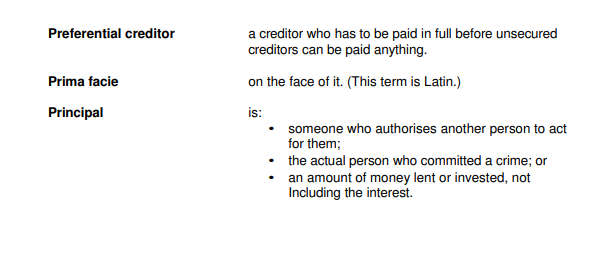 Preferential creditor a creditor who has to be paid in full before unsecured
creditors can be paid anything.
Prima facie on the face of it. (This term is Latin.)
Principal is:
• someone who authorises another person to act
for them;
• the actual person who committed a crime; or
• an amount of money lent or invested, not
Including the interest.